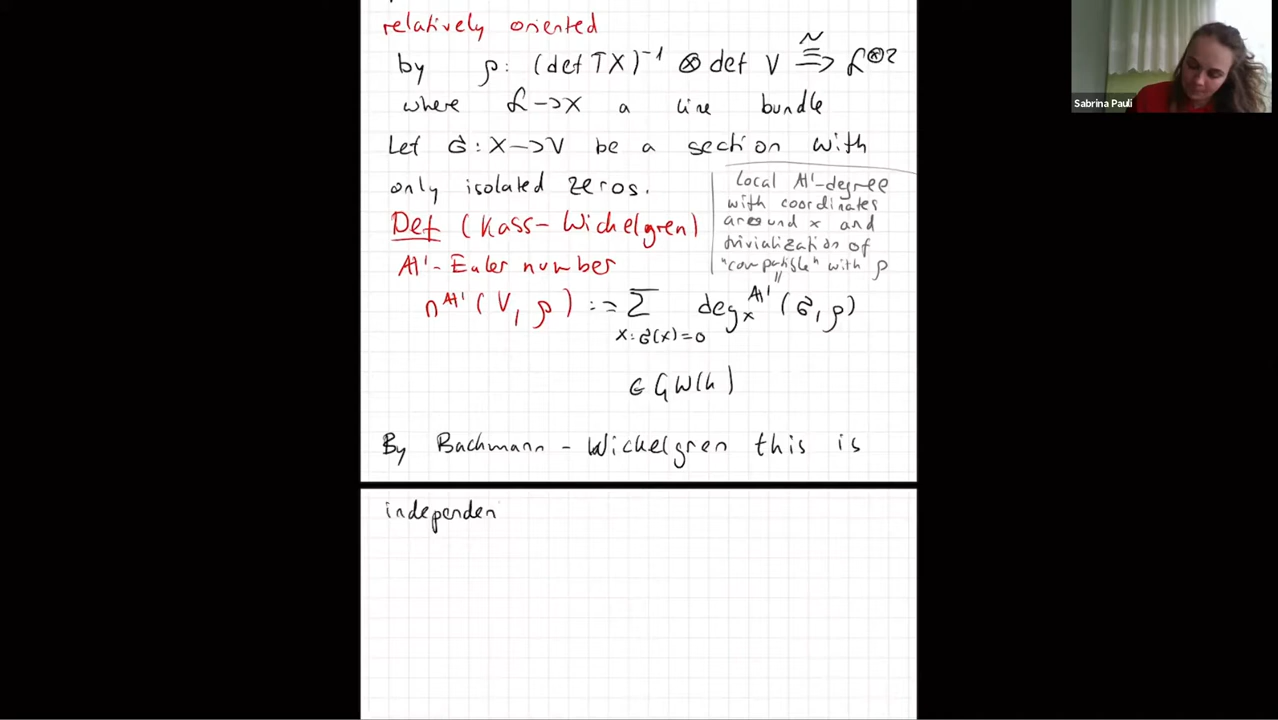 relatively oriented
by ρ: (det TX)⁻¹ ⊗ det V ≅> L^⊗2
where L->X a line bundle
Let σ: X->V be a section with
only isolated zeros.
Def (Kass-Wickelgren)
A¹-Euler number
Local A¹-degree
with coordinates
around x and
trivialization of
"compatible" with ρ
n^A¹ (V, ρ) := Σ deg_x^A¹ (σ, ρ)
x: σ(x)=0
∈ GW(k)
By Bachmann - Wickelgren this is
independen
Sabrina Pauli